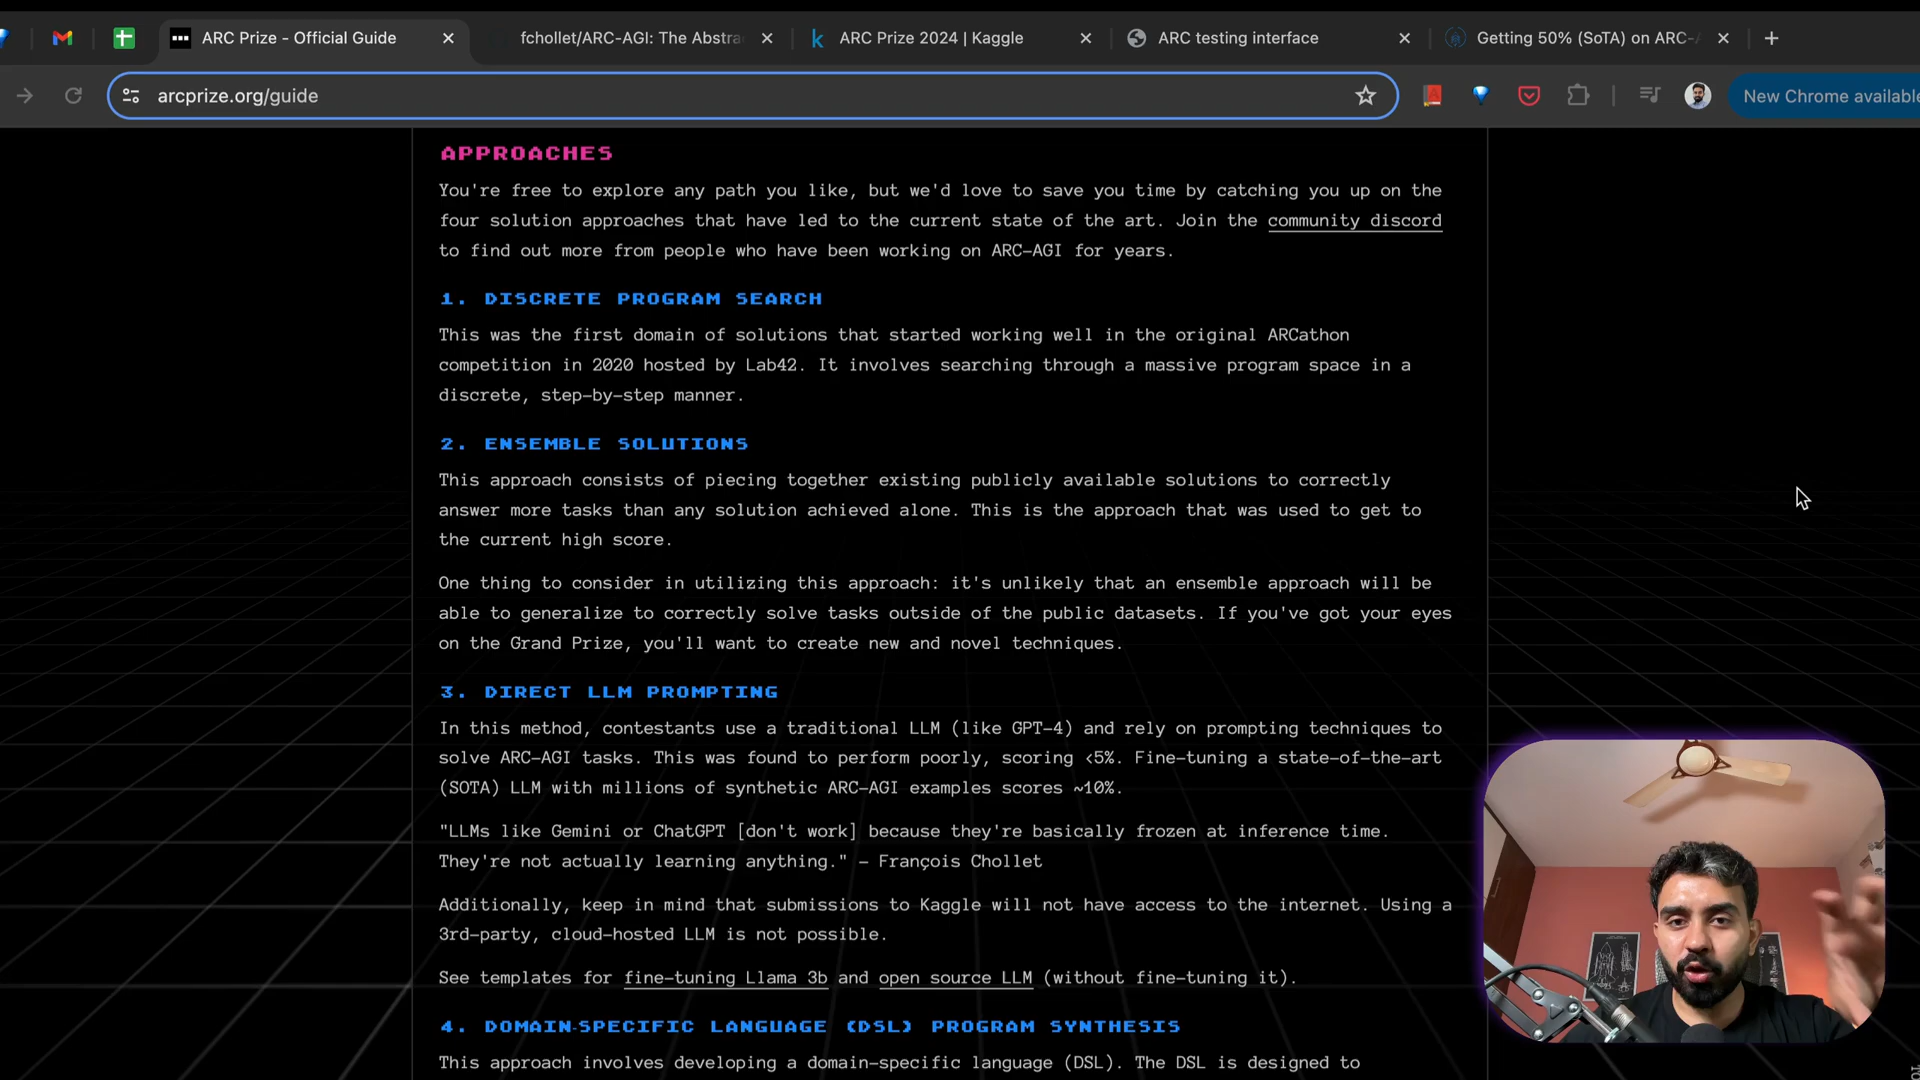 ARC Prize - Official Guide
fchollet/ARC-AGI: The Abstra
ARC Prize 2024 | Kaggle
ARC testing interface
Getting 50% (SoTA) on ARC-A
arcprize.org/guide
New Chrome available
APPROACHES
You're free to explore any path you like, but we'd love to save you time by catching you up on the
four solution approaches that have led to the current state of the art. Join the community discord
to find out more from people who have been working on ARC-AGI for years.
1. DISCRETE PROGRAM SEARCH
This was the first domain of solutions that started working well in the original ARCathon
competition in 2020 hosted by Lab42. It involves searching through a massive program space in a
discrete, step-by-step manner.
2. ENSEMBLE SOLUTIONS
This approach consists of piecing together existing publicly available solutions to correctly
answer more tasks than any solution achieved alone. This is the approach that was used to get to
the current high score.
One thing to consider in utilizing this approach: it's unlikely that an ensemble approach will be
able to generalize to correctly solve tasks outside of the public datasets. If you've got your eyes
on the Grand Prize, you'll want to create new and novel techniques.
3. DIRECT LLM PROMPTING
In this method, contestants use a traditional LLM (like GPT-4) and rely on prompting techniques to
solve ARC-AGI tasks. This was found to perform poorly, scoring <5%. Fine-tuning a state-of-the-art
(SOTA) LLM with millions of synthetic ARC-AGI examples scores ~10%.
"LLMs like Gemini or ChatGPT [don't work] because they're basically frozen at inference time.
They're not actually learning anything." – François Chollet
Additionally, keep in mind that submissions to Kaggle will not have access to the internet. Using a
3rd-party, cloud-hosted LLM is not possible.
See templates for fine-tuning Llama 3b and open source LLM (without fine-tuning it).
4. DOMAIN-SPECIFIC LANGUAGE (DSL) PROGRAM SYNTHESIS
This approach involves developing a domain-specific language (DSL). The DSL is designed to